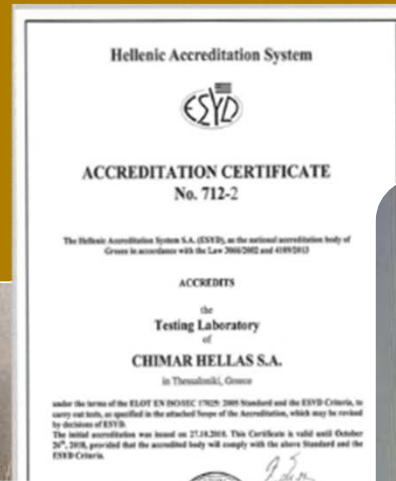 Hellenic Accreditation System
ESYD
ACCREDITATION CERTIFICATE
No. 712-2
The Hellenic Accreditation System S.A. (ESYD), as the national accreditation body of
Greece in accordance with the Law 3066/2002 and 4109/2013
ACCREDITS
the
Testing Laboratory
of
CHIMAR HELLAS S.A.
in Thessaloniki, Greece
under the terms of the ELOT EN ISO/IEC 17025: 2005 Standard and the ESYD Criteria, to
carry out tests, as specified in the attached Scope of the Accreditation, which may be revised
by decisions of ESYD.
The initial accreditation was issued on 27.10.2010. This Certificate is valid until October
26th, 2018, provided that the accredited body will comply with the above Standard and the
ESYD Criteria.